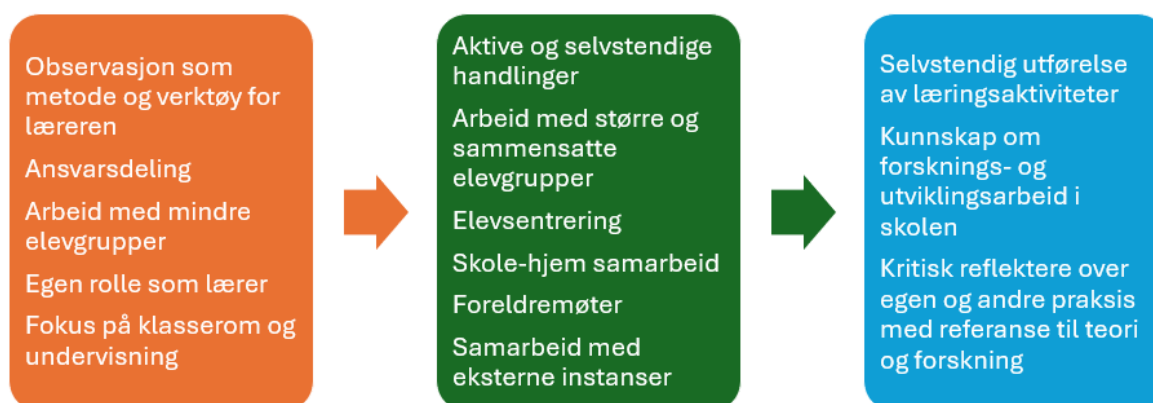 Observasjon som
metode og verktøy for
læreren
Ansvarsdeling
Arbeid med mindre
elevgrupper
Egen rolle som lærer
Fokus på klasserom og
undervisning
Aktive og selvstendige
handlinger
Arbeid med større og
sammensatte
elevgrupper
Elevsentrering
Skole-hjem samarbeid
Foreldremøter
Samarbeid med
eksterne instanser
Selvstendig utførelse
av læringsaktiviteter
Kunnskap om
forsknings- og
utviklingsarbeid i
skolen
Kritisk reflektere over
egen og andre praksis
med referanse til teori
og forskning